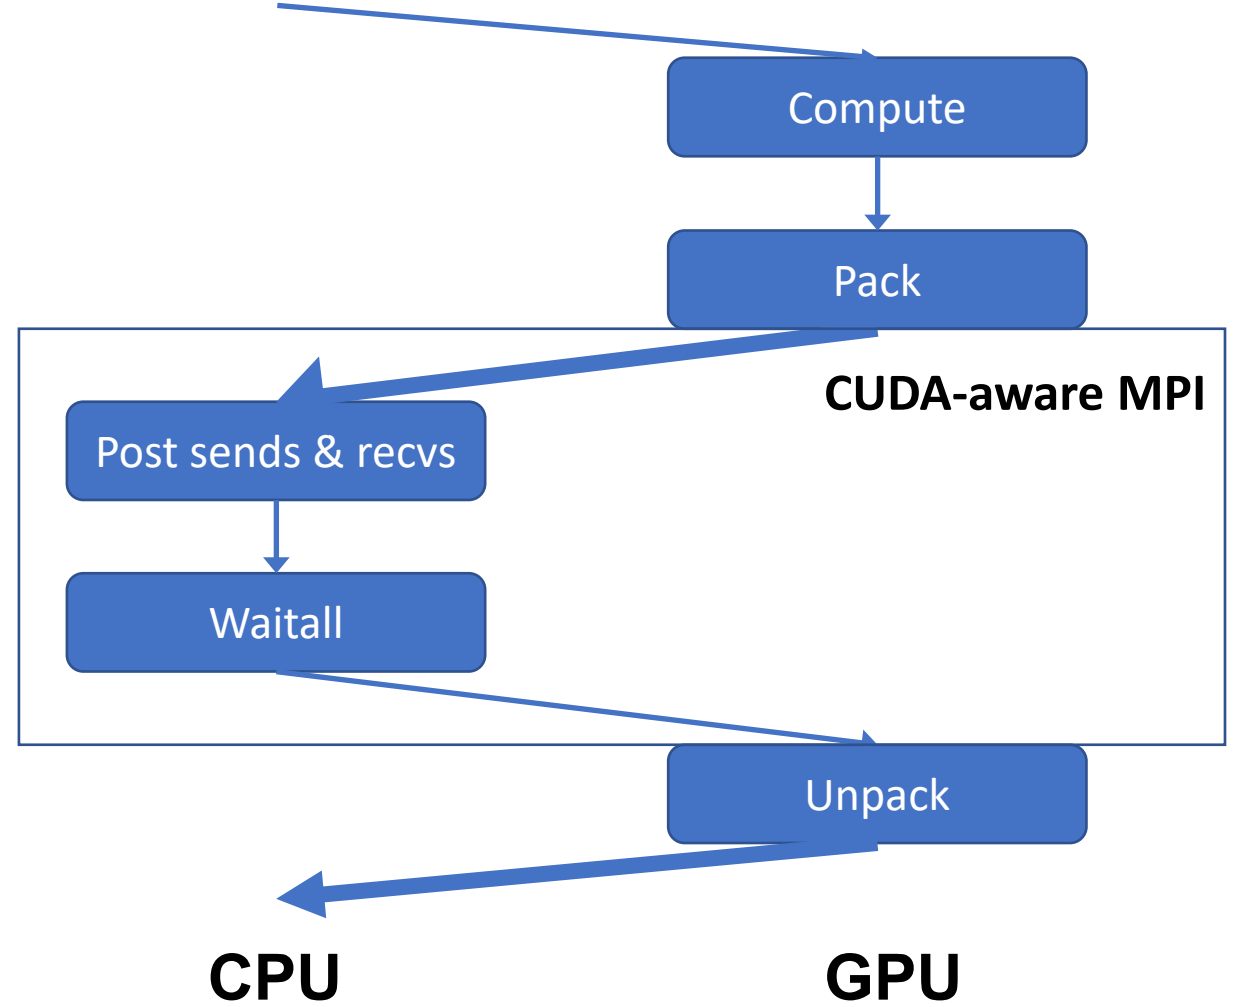 Compute
Pack
CUDA-aware MPI
Post sends & recvs
Waitall
Unpack
CPU
GPU